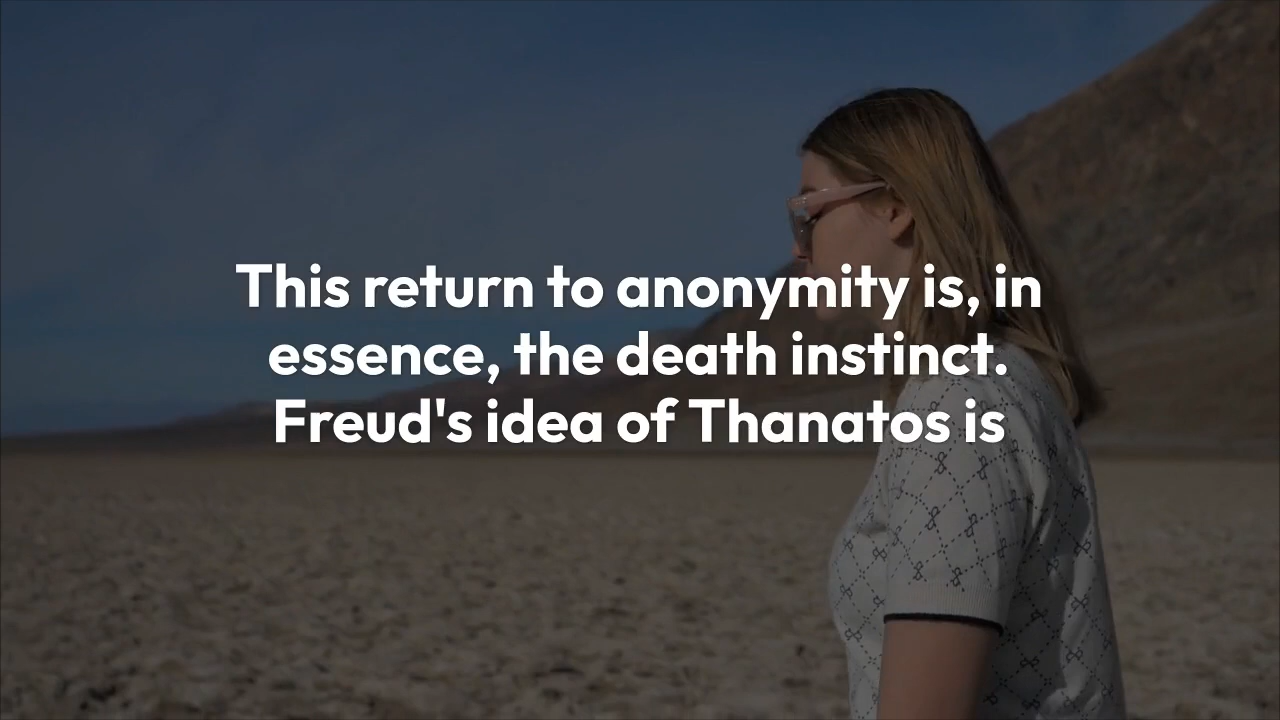 This return to anonymity is, in
essence, the death instinct.
Freud's idea of Thanatos is